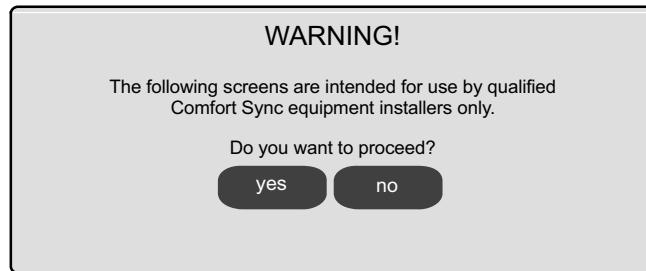 WARNING!
The following screens are intended for use by qualified
Comfort Sync equipment installers only.
Do you want to proceed?
yes no